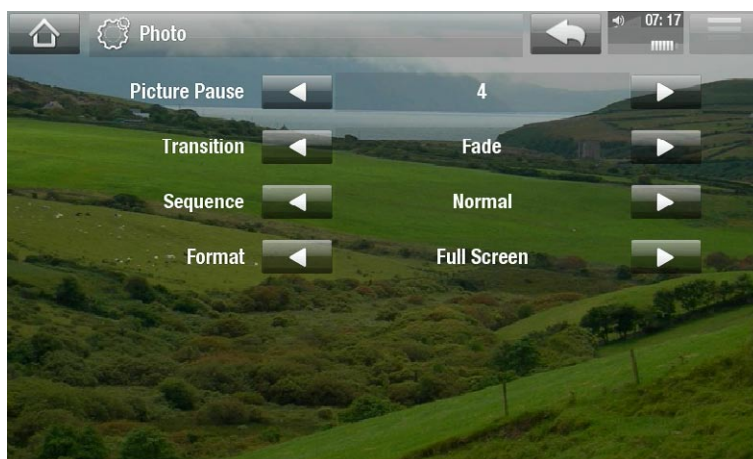 Photo
07:17
Picture Pause 4
Transition Fade
Sequence Normal
Format Full Screen